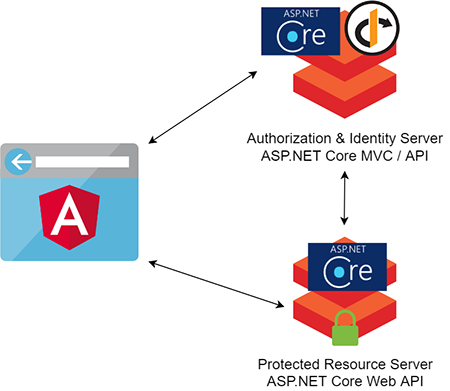 ASP.NET
Core
Authorization & Identity Server
ASP.NET Core MVC / API
A
ASP.NET
Core
Protected Resource Server
ASP.NET Core Web API